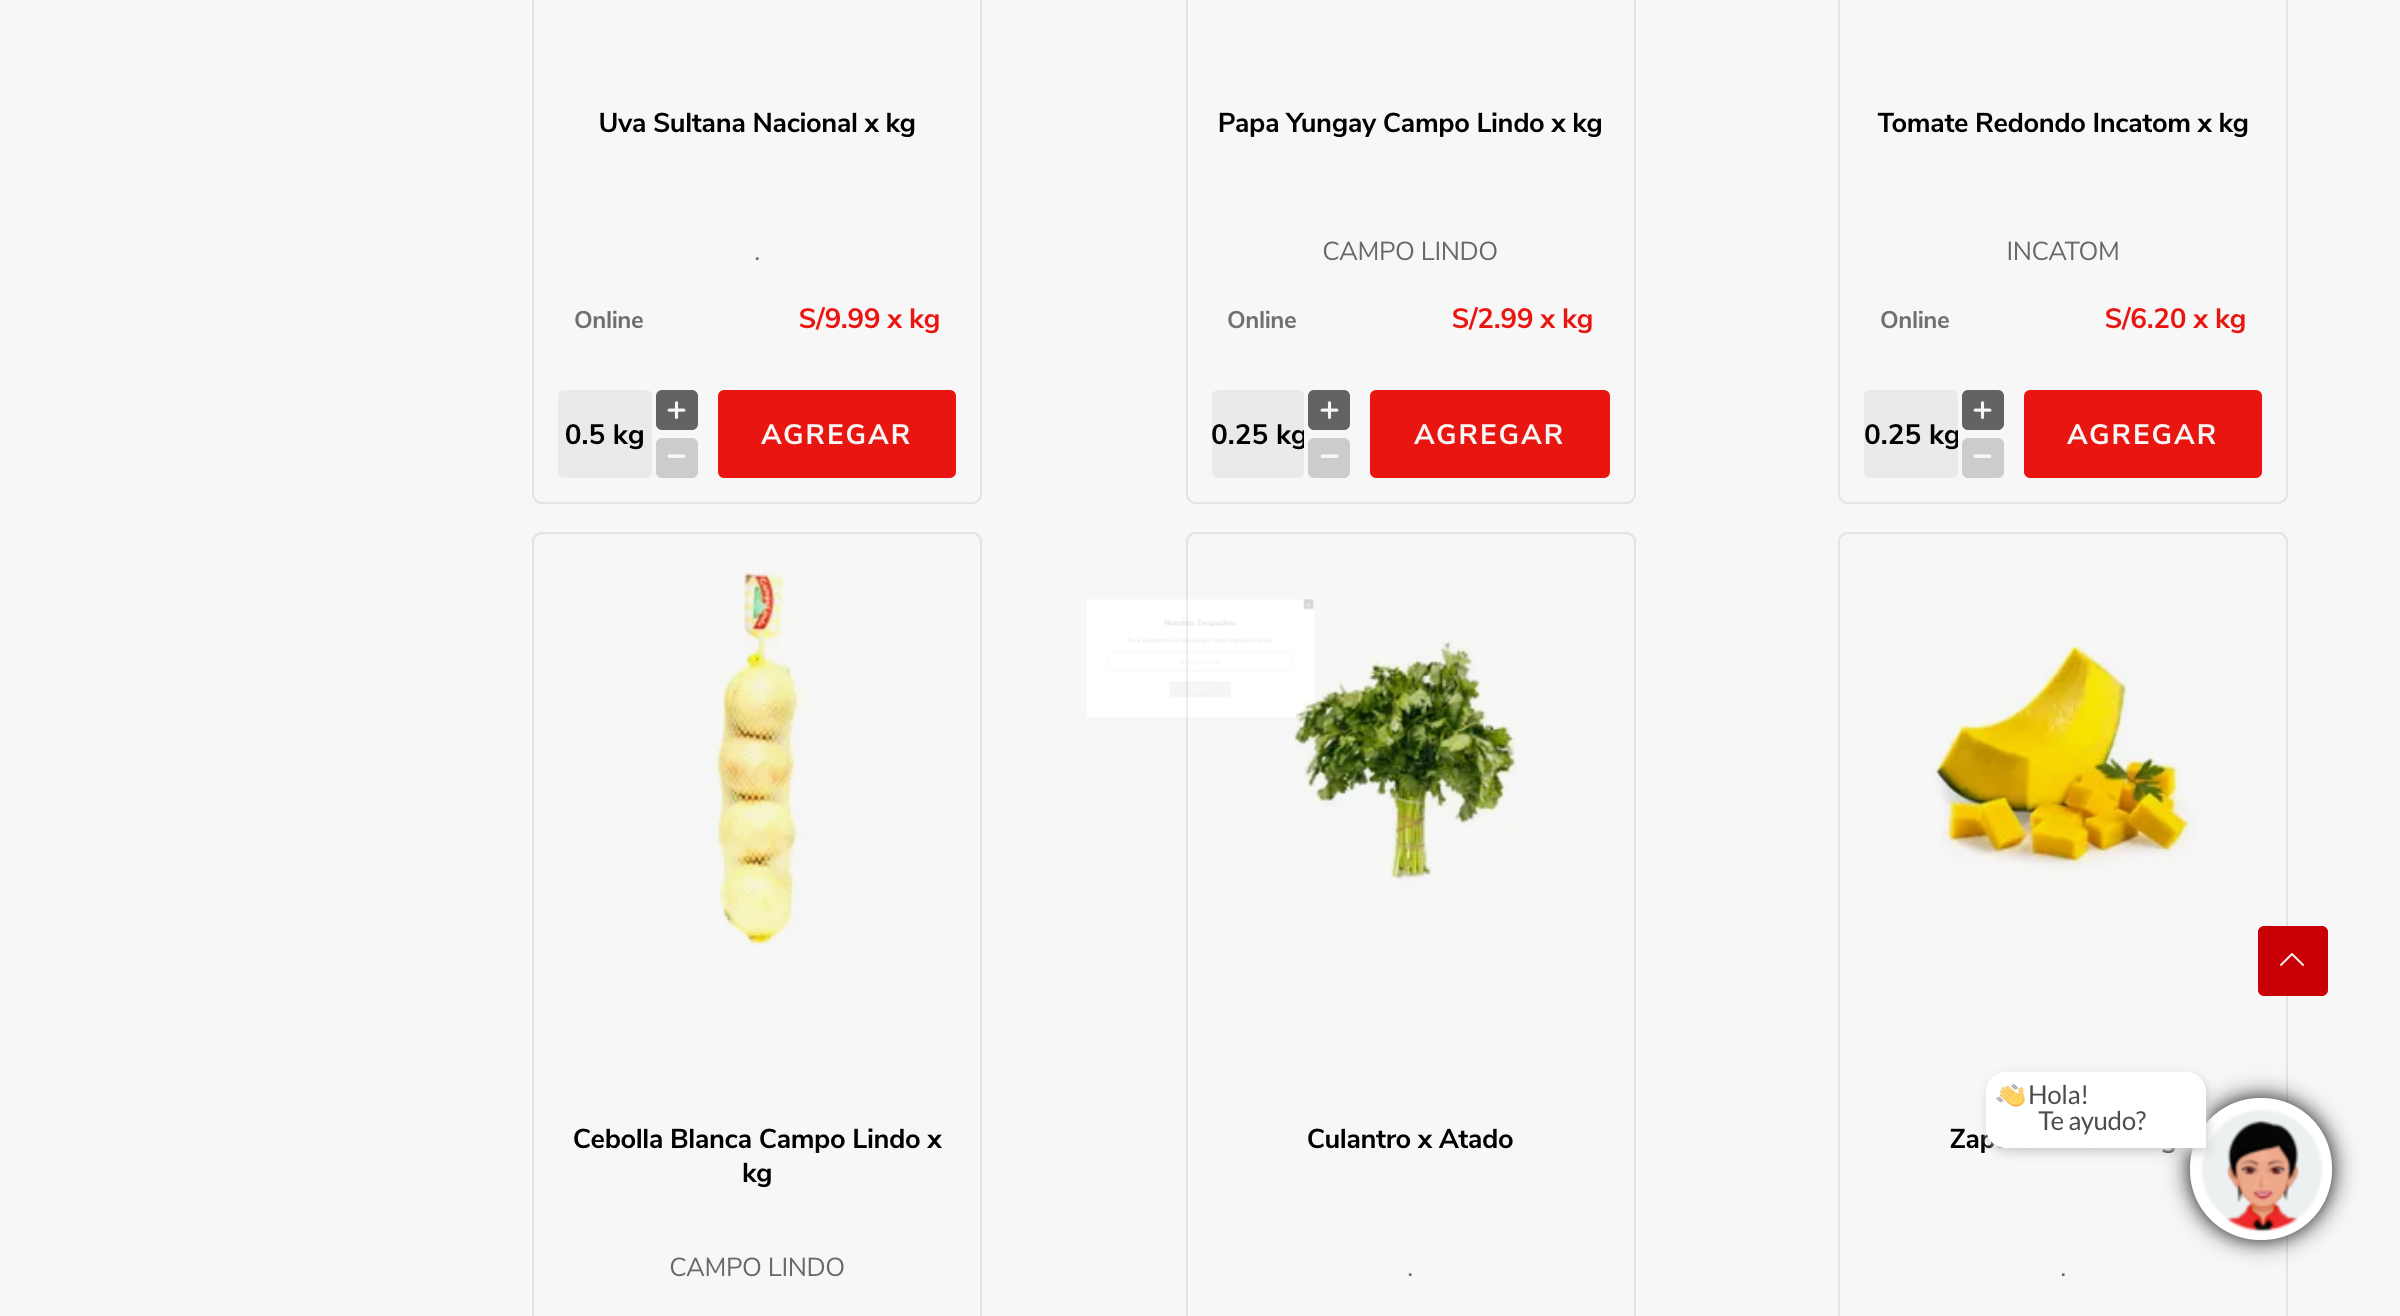 Uva Sultana Nacional x kg
Papa Yungay Campo Lindo x kg
Tomate Redondo Incatom x kg
.
CAMPO LINDO
INCATOM
Online
S/9.99 x kg
Online
S/2.99 x kg
Online
S/6.20 x kg
0.5 kg
+
−
AGREGAR
0.25 kg
+
−
AGREGAR
0.25 kg
+
−
AGREGAR
Nuestros Despachos
👋Hola!
Te ayudo?
Cebolla Blanca Campo Lindo x
kg
Culantro x Atado
CAMPO LINDO
.
.